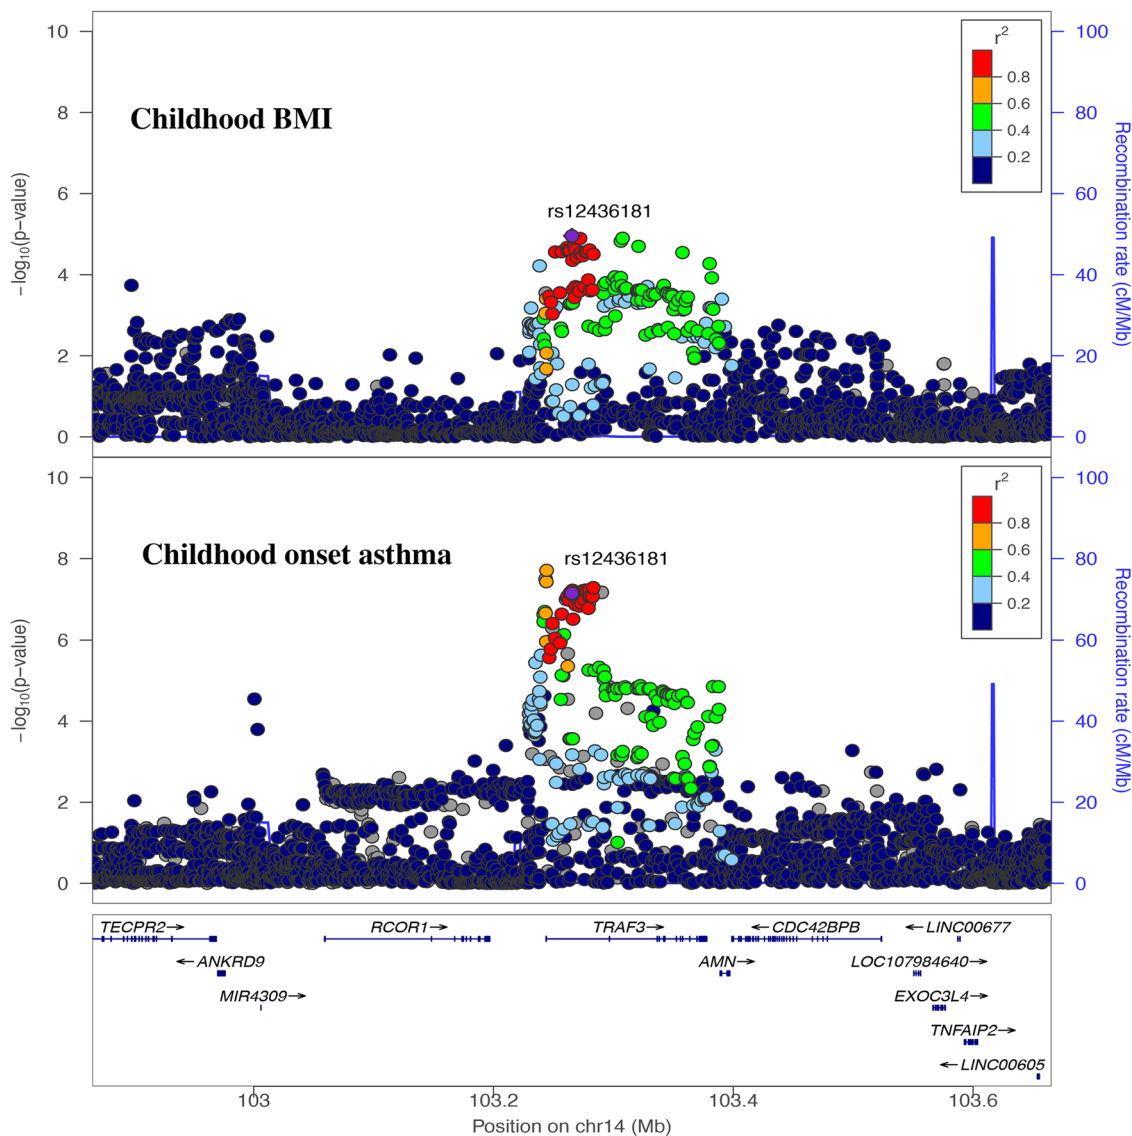 10
8
6
4
2
0
−log10(p−value)
Childhood BMI
rs12436181
r2
0.8
0.6
0.4
0.2
100
80
60
40
20
0
Recombination rate (cM/Mb)
10
8
6
4
2
0
−log10(p−value)
Childhood onset asthma
rs12436181
r2
0.8
0.6
0.4
0.2
100
80
60
40
20
0
Recombination rate (cM/Mb)
TECPR2→ RCOR1→ TRAF3→ ←CDC42BPB ←LINC00677
←ANKRD9 AMN→ LOC107984640→
MIR4309→ EXOC3L4→
TNFAIP2→
←LINC00605
103 103.2 103.4 103.6
Position on chr14 (Mb)